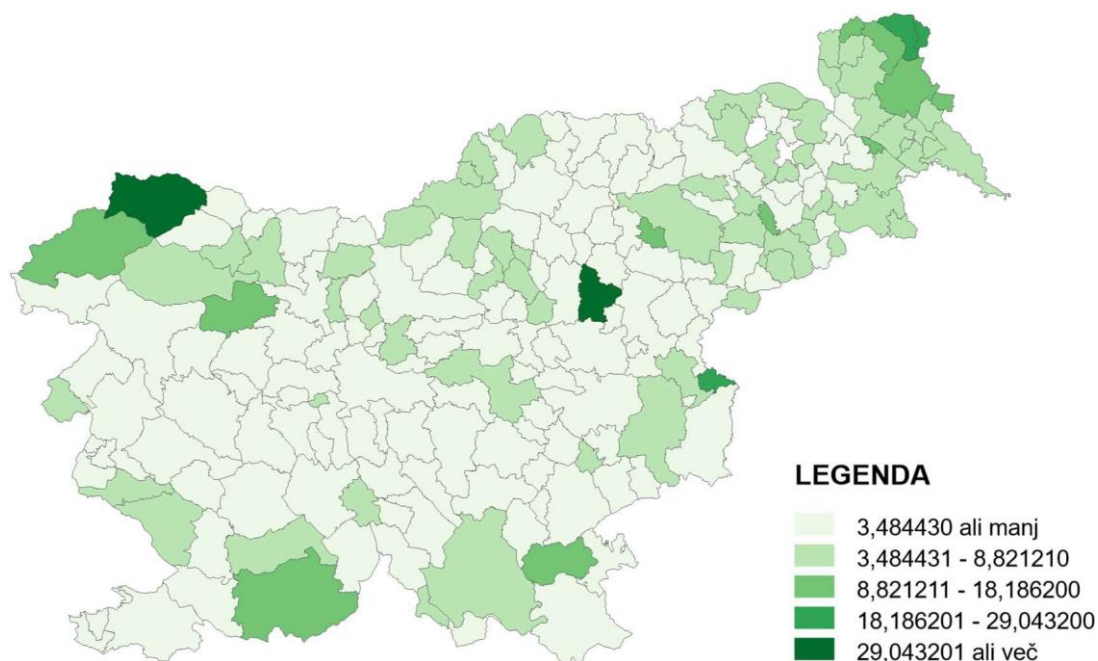 LEGENDA
3,484430 ali manj
3,484431 - 8,821210
8,821211 - 18,186200
18,186201 - 29,043200
29,043201 ali več